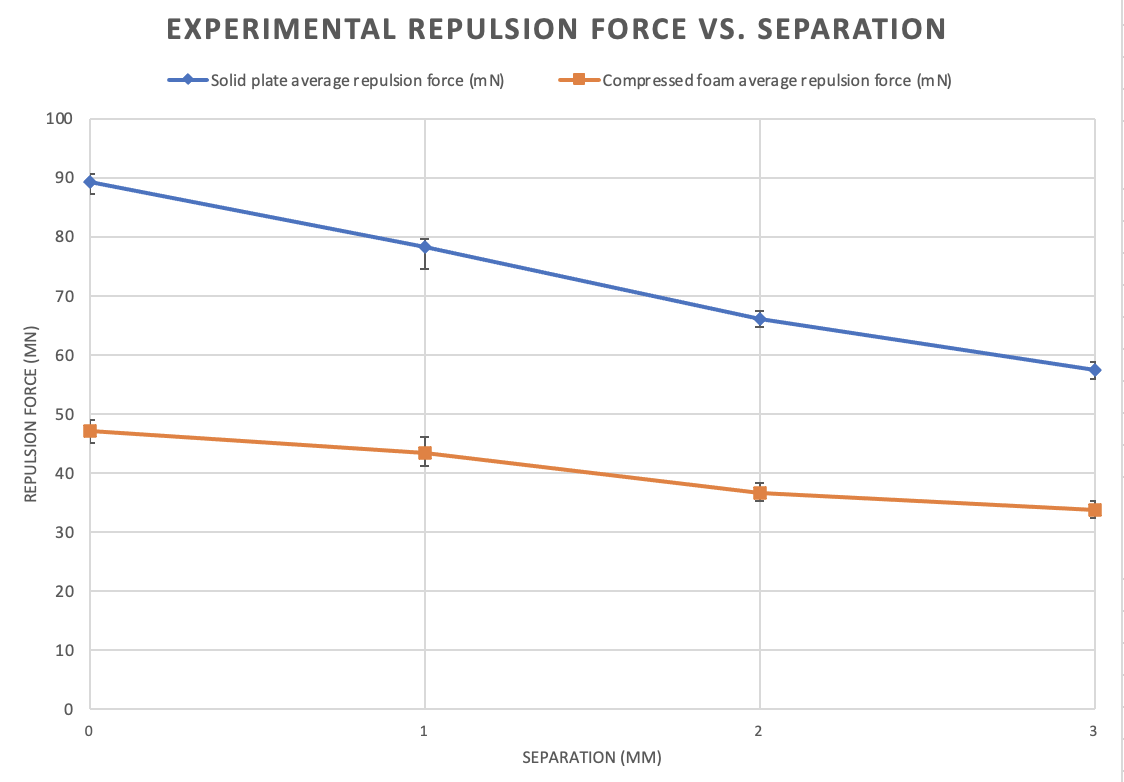 EXPERIMENTAL REPULSION FORCE VS. SEPARATION
Solid plate average repulsion force (mN) Compressed foam average repulsion force (mN)
100
90
80
70
60
50
40
30
20
10
0
REPULSION FORCE (MN)
0 1 2 3
SEPARATION (MM)